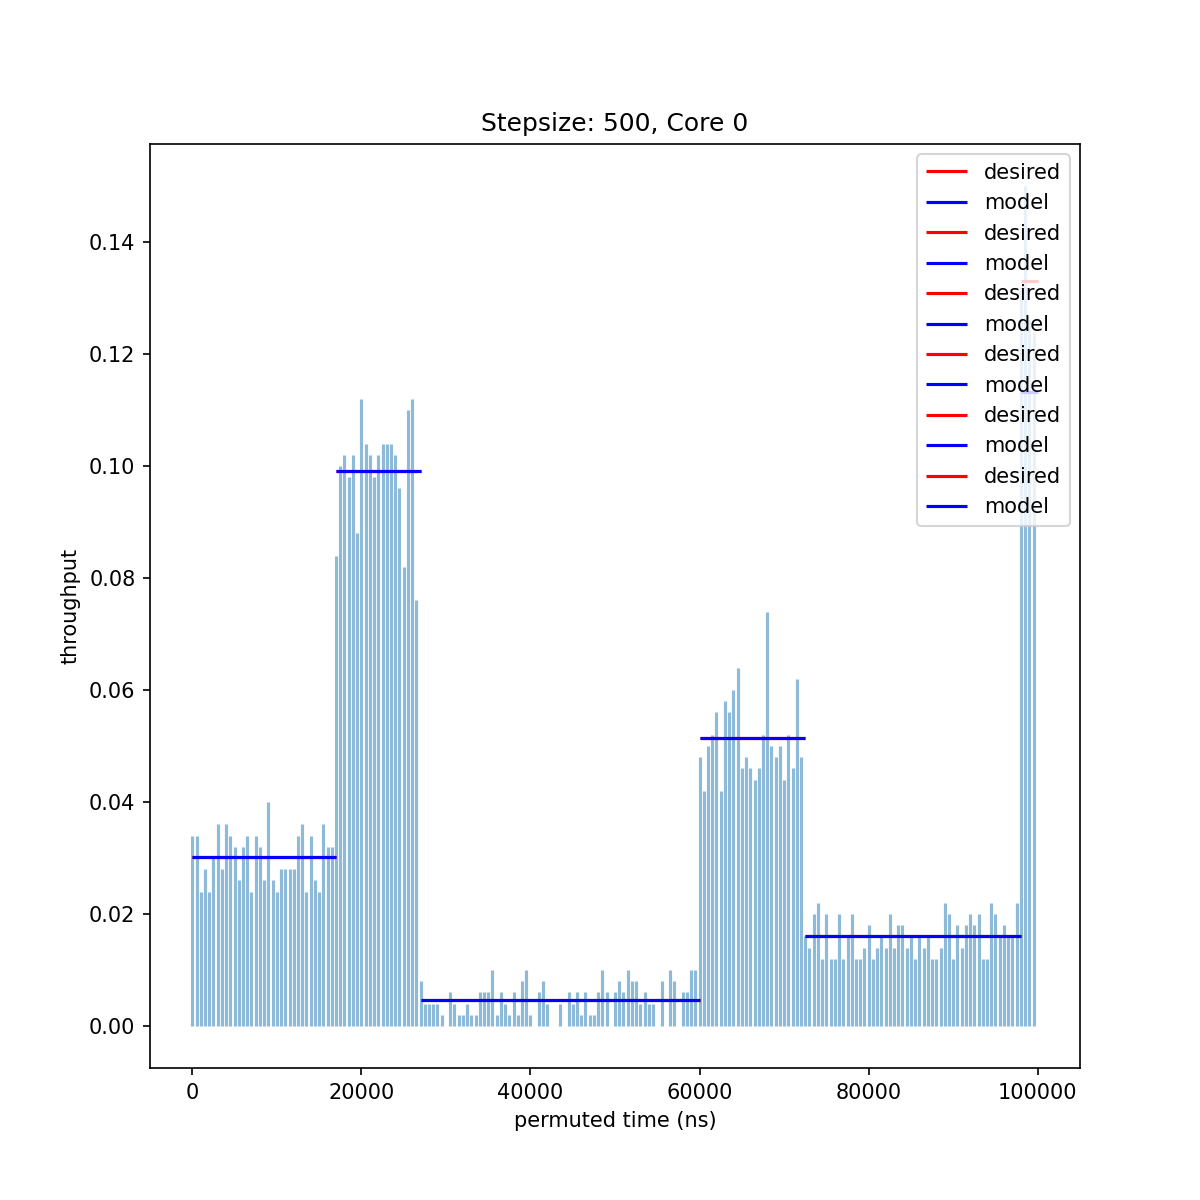 Stepsize: 500, Core 0
desired
model
desired
model
desired
model
desired
model
desired
model
desired
model
throughput
0.14
0.12
0.10
0.08
0.06
0.04
0.02
0.00
0 20000 40000 60000 80000 100000
permuted time (ns)